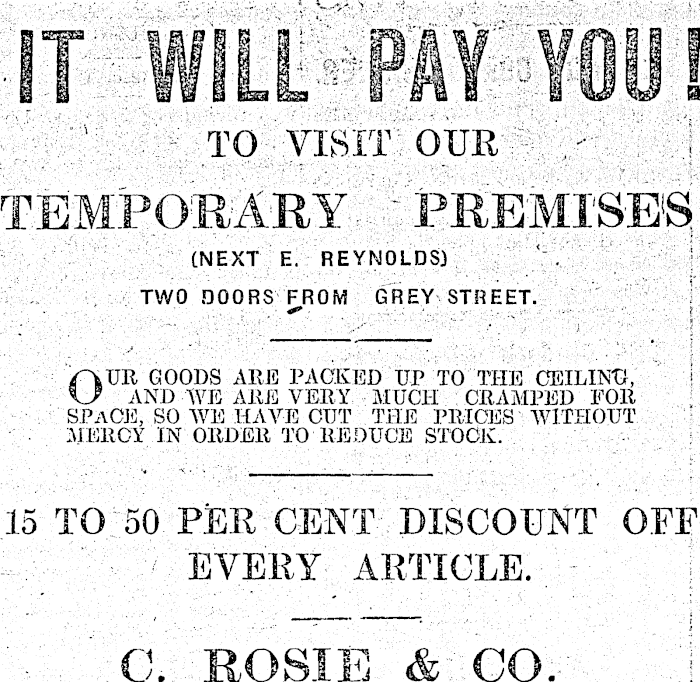 IT WILL PAY YOU!
TO VISIT OUR
TEMPORARY PREMISES
(NEXT E. REYNOLDS)
TWO DOORS FROM GREY STREET.
OUR GOODS ARE PACKED UP TO THE CEILING,
AND WE ARE VERY MUCH CRAMPED FOR
SPACE, SO WE HAVE CUT THE PRICES WITHOUT
MERCY IN ORDER TO REDUCE STOCK.
15 TO 50 PER CENT DISCOUNT OFF
EVERY ARTICLE.
C. ROSIE & CO.